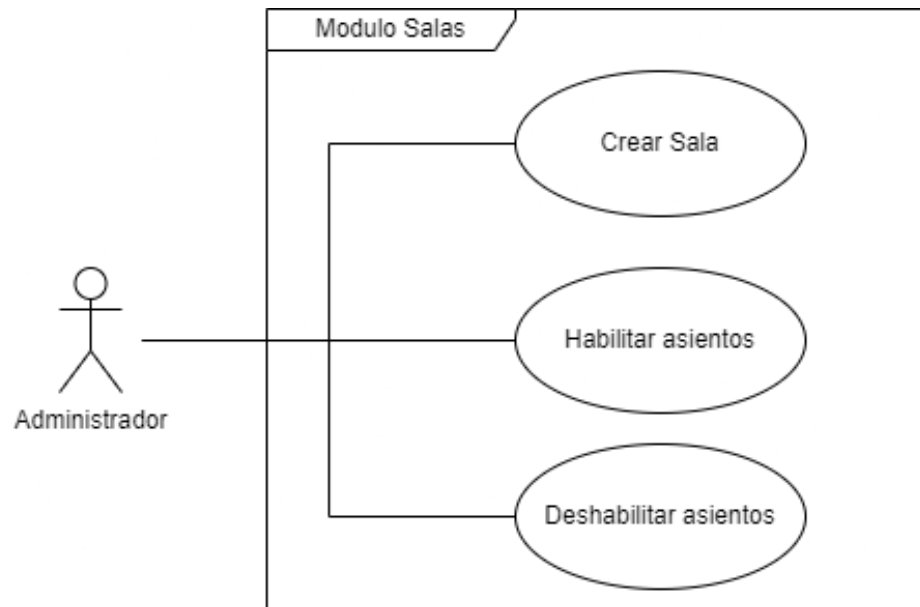 Modulo Salas
Crear Sala
Habilitar asientos
Administrador
Deshabilitar asientos